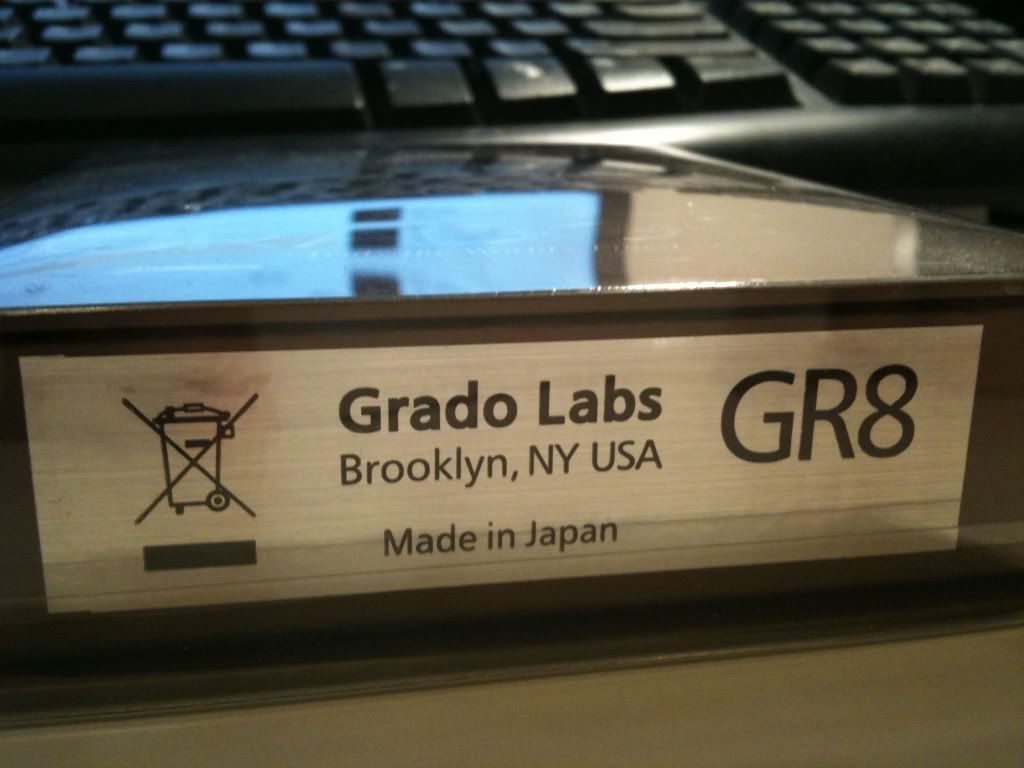 Grado Labs
Brooklyn, NY USA
Made in Japan
GR8